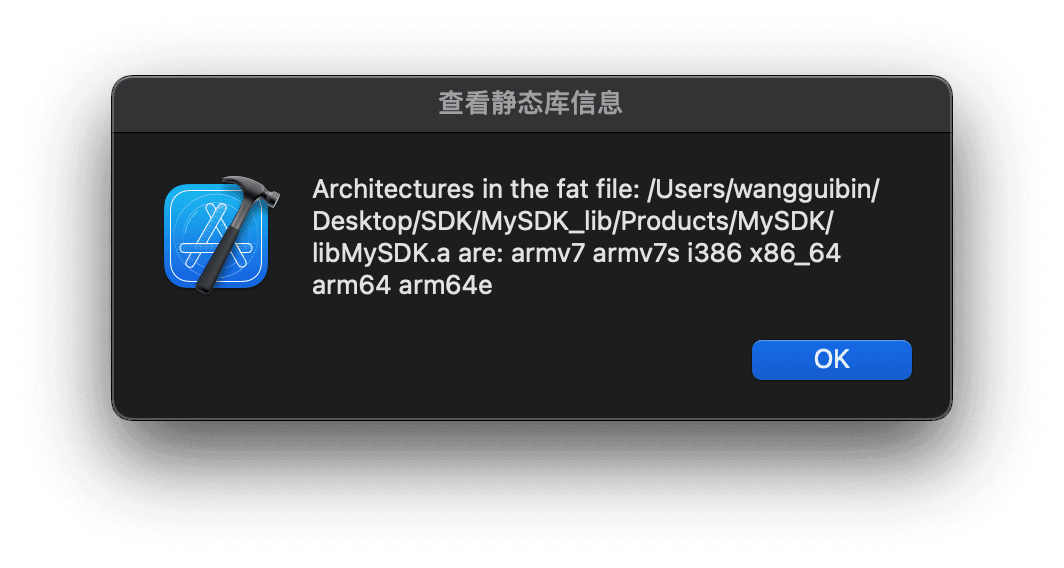 查看静态库信息
Architectures in the fat file: /Users/wangguibin/
Desktop/SDK/MySDK_lib/Products/MySDK/
libMySDK.a are: armv7 armv7s i386 x86_64
arm64 arm64e
OK